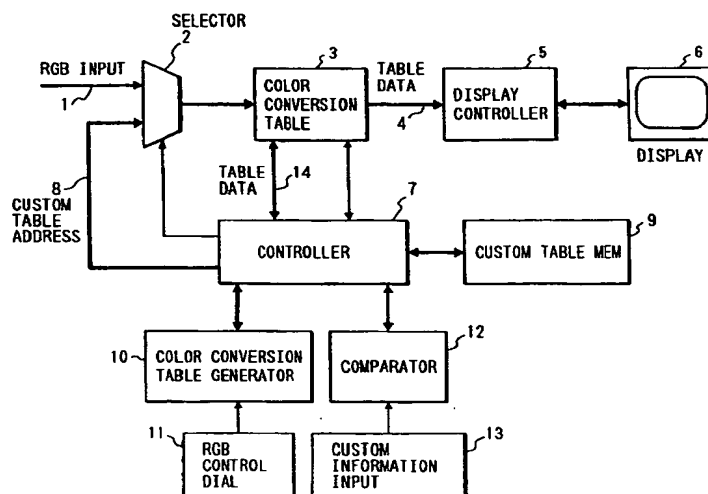 SELECTOR
2
RGB INPUT
1
3
COLOR
CONVERSION
TABLE
TABLE
DATA
4
5
DISPLAY
CONTROLLER
6
DISPLAY
8
CUSTOM
TABLE
ADDRESS
TABLE
DATA
14
7
CONTROLLER
9
CUSTOM TABLE MEM
10
COLOR CONVERSION
TABLE GENERATOR
12
COMPARATOR
11
RGB
CONTROL
DIAL
13
CUSTOM
INFORMATION
INPUT